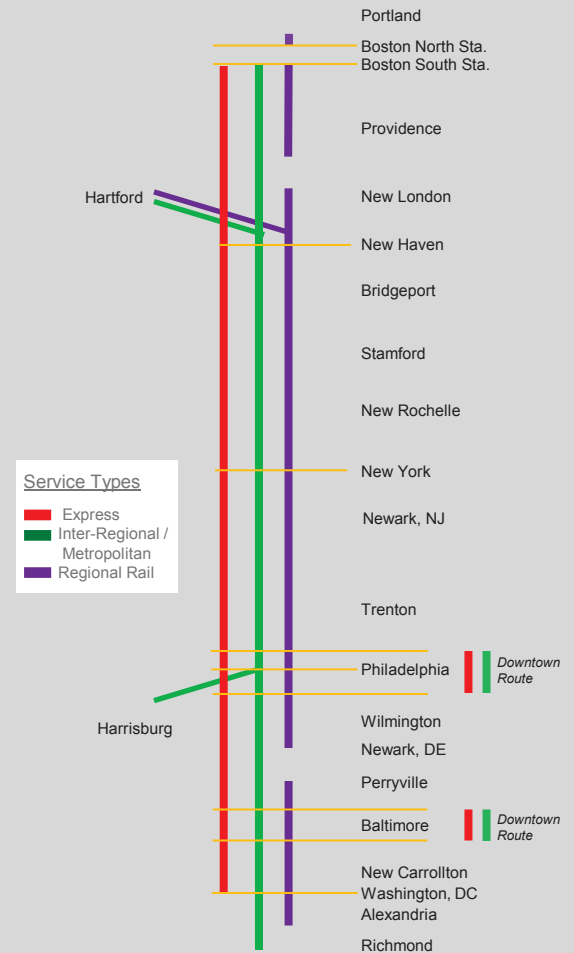 Portland
Boston North Sta.
Boston South Sta.
Providence
Hartford
New London
New Haven
Bridgeport
Stamford
New Rochelle
New York
Service Types
Express
Inter-Regional /
Metropolitan
Regional Rail
Newark, NJ
Trenton
Philadelphia
Downtown
Route
Harrisburg
Wilmington
Newark, DE
Perryville
Baltimore
Downtown
Route
New Carrollton
Washington, DC
Alexandria
Richmond